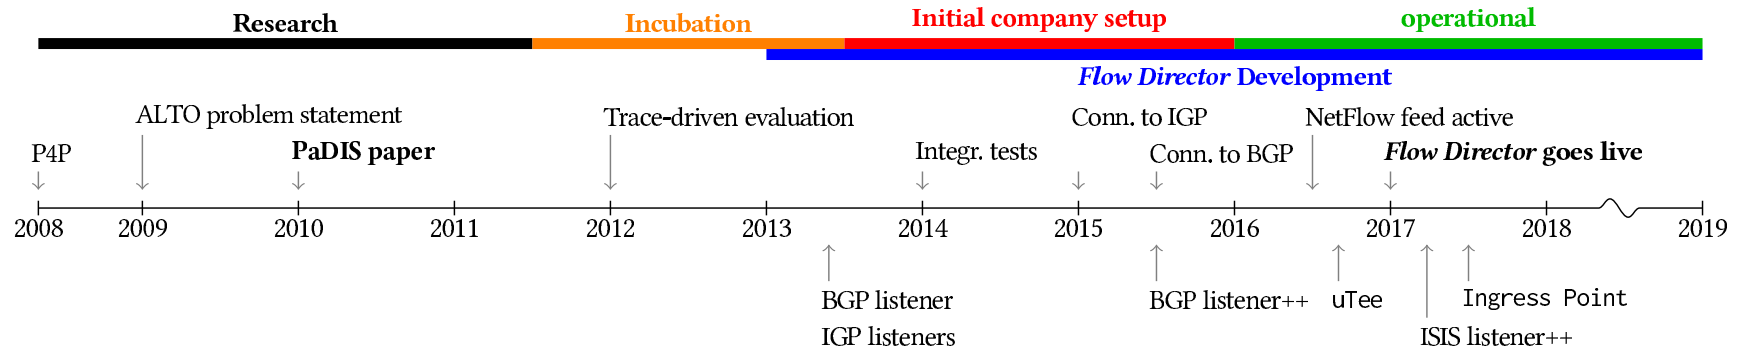 Research
Incubation
Initial company setup
operational
Flow Director Development
ALTO problem statement
Trace-driven evaluation
Conn. to IGP
NetFlow feed active
P4P
PaDIS paper
Integr. tests
Conn. to BGP
Flow Director goes live
2008 2009 2010 2011 2012 2013 2014 2015 2016 2017 2018 2019
BGP listener
IGP listeners
BGP listener++
uTee
Ingress Point
ISIS listener++